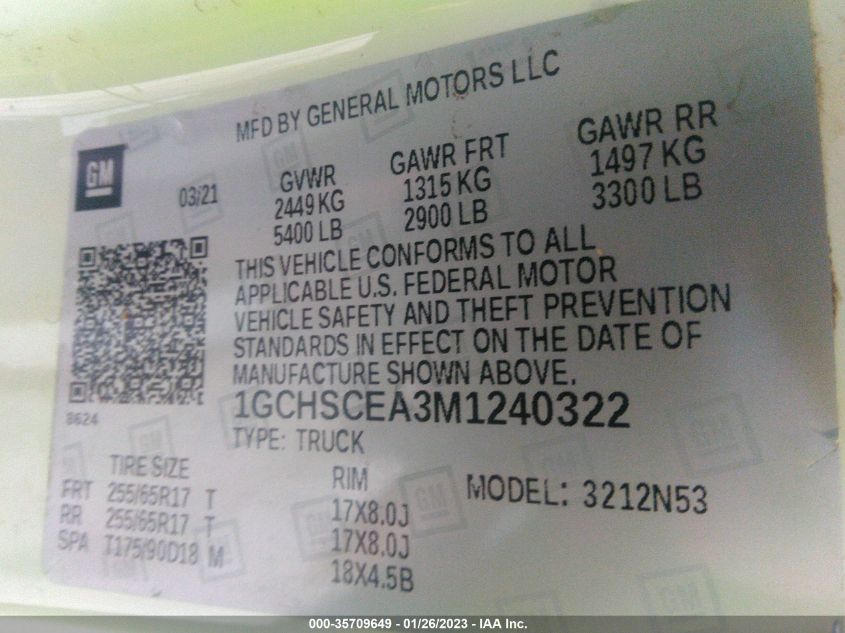 MFD BY GENERAL MOTORS LLC
GM
03/21 GVWR GAWR FRT GAWR RR
2449 KG 1315 KG 1497 KG
5400 LB 2900 LB 3300 LB
THIS VEHICLE CONFORMS TO ALL
APPLICABLE U.S. FEDERAL MOTOR
VEHICLE SAFETY AND THEFT PREVENTION
STANDARDS IN EFFECT ON THE DATE OF
MANUFACTURE SHOWN ABOVE.
8624
1GCHSCEA3M1240322
TYPE: TRUCK
TIRE SIZE RIM MODEL: 3212N53
FRT 255/65R17 T 17X8.0J
RR 255/65R17 T 17X8.0J
SPA T175/90D18 M 18X4.5B
000-35709649 / 01/26/2023 - IAA Inc.